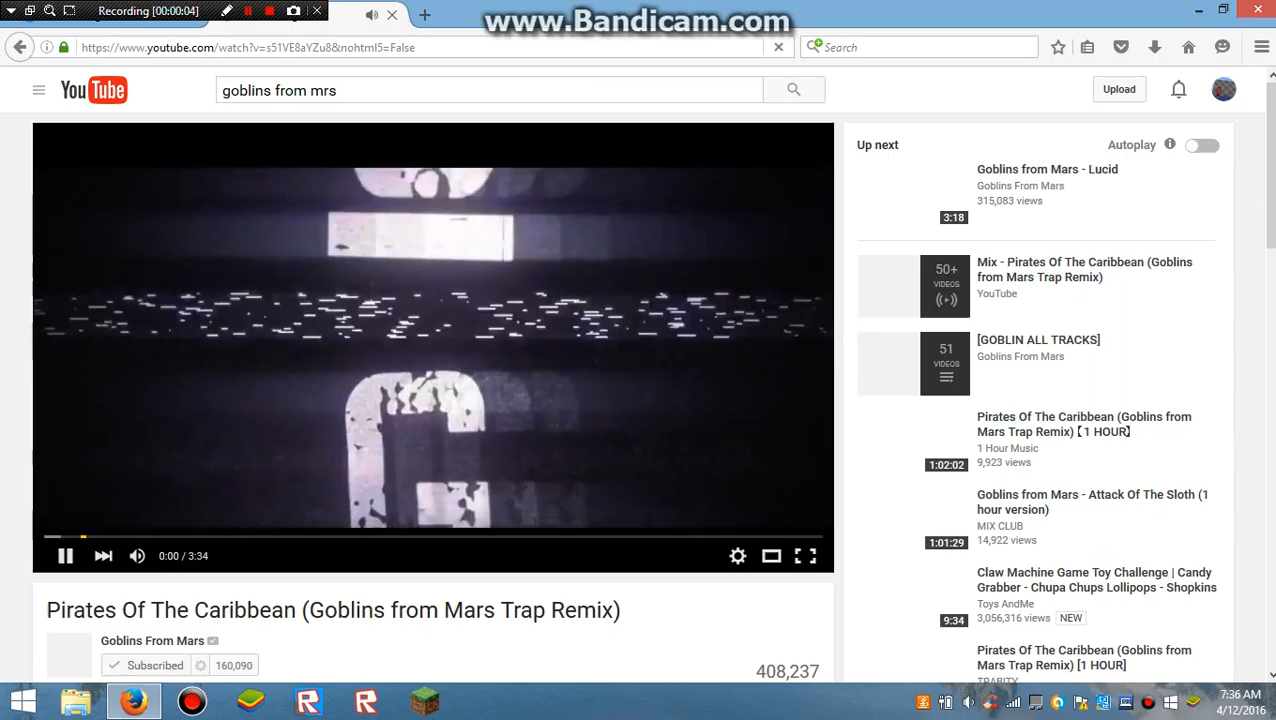 Recording [00:00:04]
www.Bandicam.com
https://www.youtube.com/watch?v=s51VE8aYZu8&nohtml5=False
Search
YouTube
goblins from mrs
Upload
Up next
Autoplay
Goblins from Mars - Lucid
Goblins From Mars
315,083 views
3:18
50+
VIDEOS
Mix - Pirates Of The Caribbean (Goblins
from Mars Trap Remix)
YouTube
51
VIDEOS
[GOBLIN ALL TRACKS]
Goblins From Mars
Pirates Of The Caribbean (Goblins from
Mars Trap Remix)【 1 HOUR】
1 Hour Music
9,923 views
1:02:02
Goblins from Mars - Attack Of The Sloth (1
hour version)
MIX CLUB
14,922 views
1:01:29
Claw Machine Game Toy Challenge | Candy
Grabber - Chupa Chups Lollipops - Shopkins
Toys AndMe
3,056,316 views NEW
9:34
Pirates Of The Caribbean (Goblins from
Mars Trap Remix) [1 HOUR]
0:00 / 3:34
Pirates Of The Caribbean (Goblins from Mars Trap Remix)
Goblins From Mars
Subscribed 160,090
408,237
7:36 AM
4/12/2016